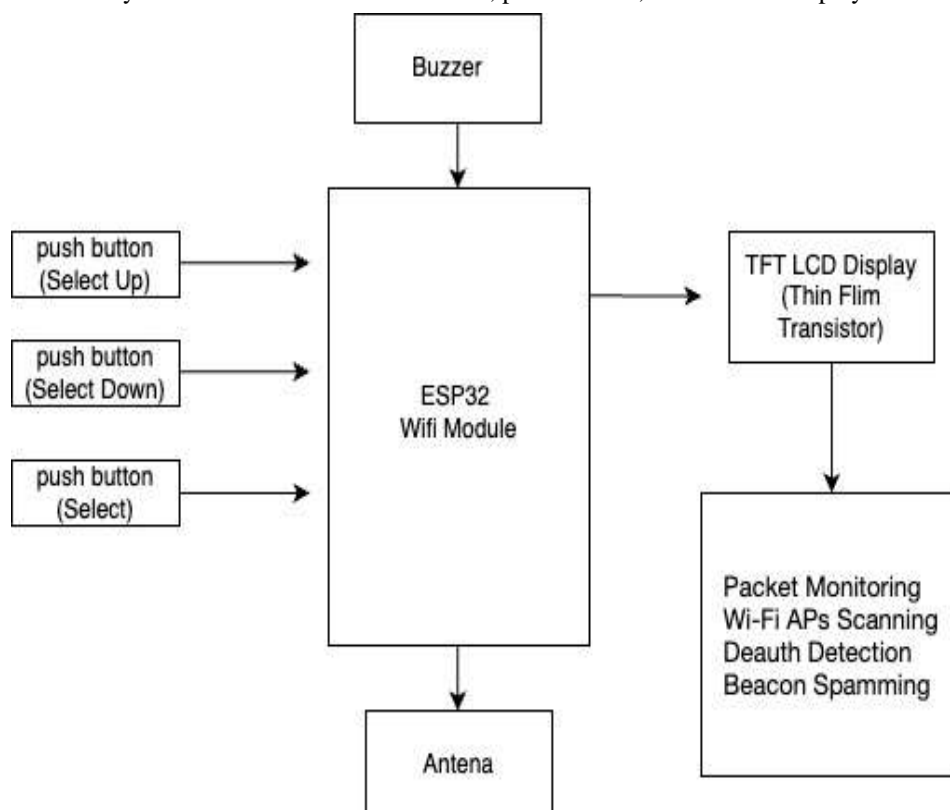 Buzzer
push button
(Select Up)
push button
(Select Down)
push button
(Select)
ESP32
Wifi Module
TFT LCD Display
(Thin Flim
Transistor)
Packet Monitoring
Wi-Fi APs Scanning
Deauth Detection
Beacon Spamming
Antena